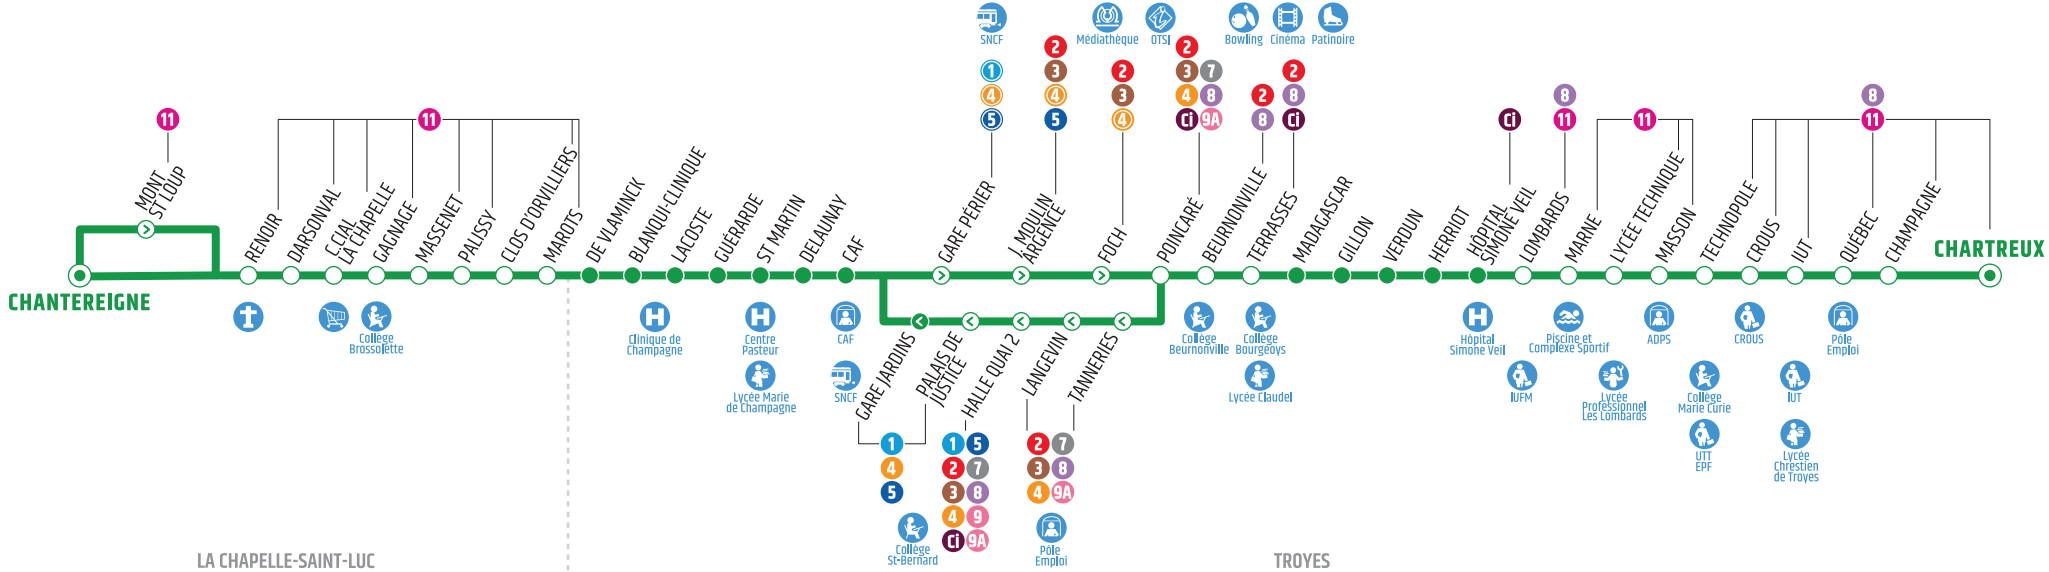 SNCF
Médiathèque
OTSI
Bowling
Cinéma
Patinoire
2
2
1
3
2
3
7
2
4
4
3
4
8
2
8
8
8
5
5
4
Ci
9A
8
Ci
11
11
Ci
11
11
11
MONT
ST LOUP
RENOIR
DARSONVAL
C.CIAL
LA CHAPELLE
GAGNAGE
MASSENET
PALISSY
CLOS D'ORVILLIERS
MAROTS
DE VLAMINCK
BLANQUI-CLINIQUE
LACOSTE
GUÉRARDE
ST MARTIN
DELAUNAY
CAF
GARE PÉRIER
J. MOULIN
ARGENCE
FOCH
POINCARÉ
BEURNONVILLE
TERRASSES
MADAGASCAR
GILLON
VERDUN
HERRIOT
HÔPITAL
SIMONE VEIL
LOMBARDS
MARNE
LYCÉE TECHNIQUE
MASSON
TECHNOPOLE
CROUS
IUT
QUÉBEC
CHAMPAGNE
CHARTREUX
CHANTEREIGNE
Collège
Brossolette
H
Clinique de
Champagne
H
Centre
Pasteur
Lycée Marie
de Champagne
CAF
SNCF
GARE JARDINS
PALAIS DE
JUSTICE
HALLE QUAI 2
LANGEVIN
TANNERIES
Collège
Beurnonville
Collège
Bourgeoys
Lycée Claudel
H
Hôpital
Simone Veil
IUFM
Piscine et
Complexe Sportif
Lycée
Professionnel
Les Lombards
ADPS
Collège
Marie Curie
UTT
EPF
CROUS
IUT
Lycée
Chrestien
de Troyes
Pôle
Emploi
1
4
5
Collège
St-Bernard
1 5
2 7
3 8
4 9
Ci 9A
2 7
3 8
4 9A
Pôle
Emploi
LA CHAPELLE-SAINT-LUC
TROYES